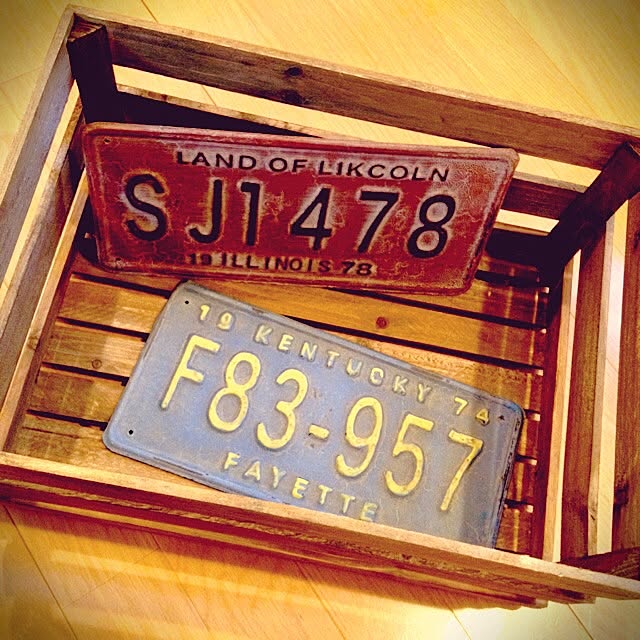 LAND OF LIKCOLN
SJ1478
19 ILLINOIS 78
19 KENTUCKY 74
F83-957
FAYETTE